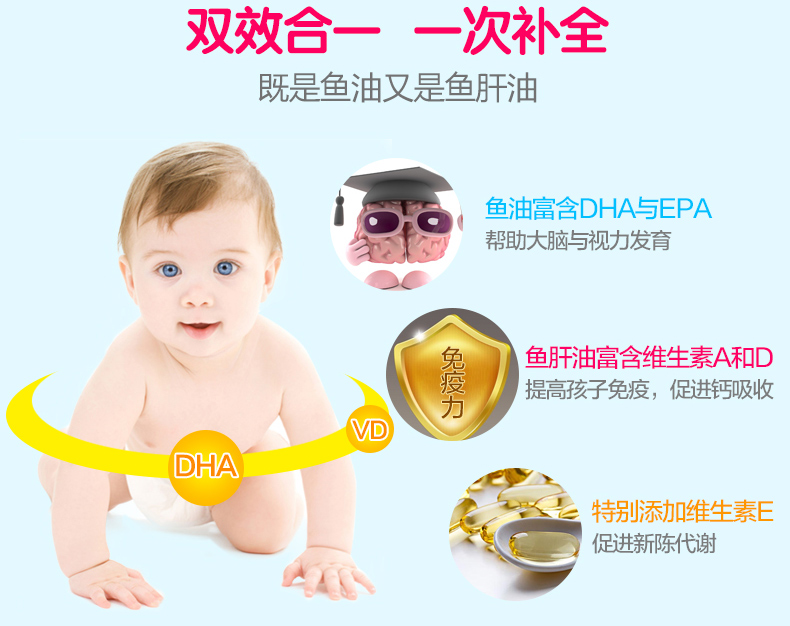 双效合一 一次补全
既是鱼油又是鱼肝油
鱼油富含DHA与EPA
帮助大脑与视力发育
免疫力
鱼肝油富含维生素A和D
提高孩子免疫，促进钙吸收
VD
DHA
特别添加维生素E
促进新陈代谢